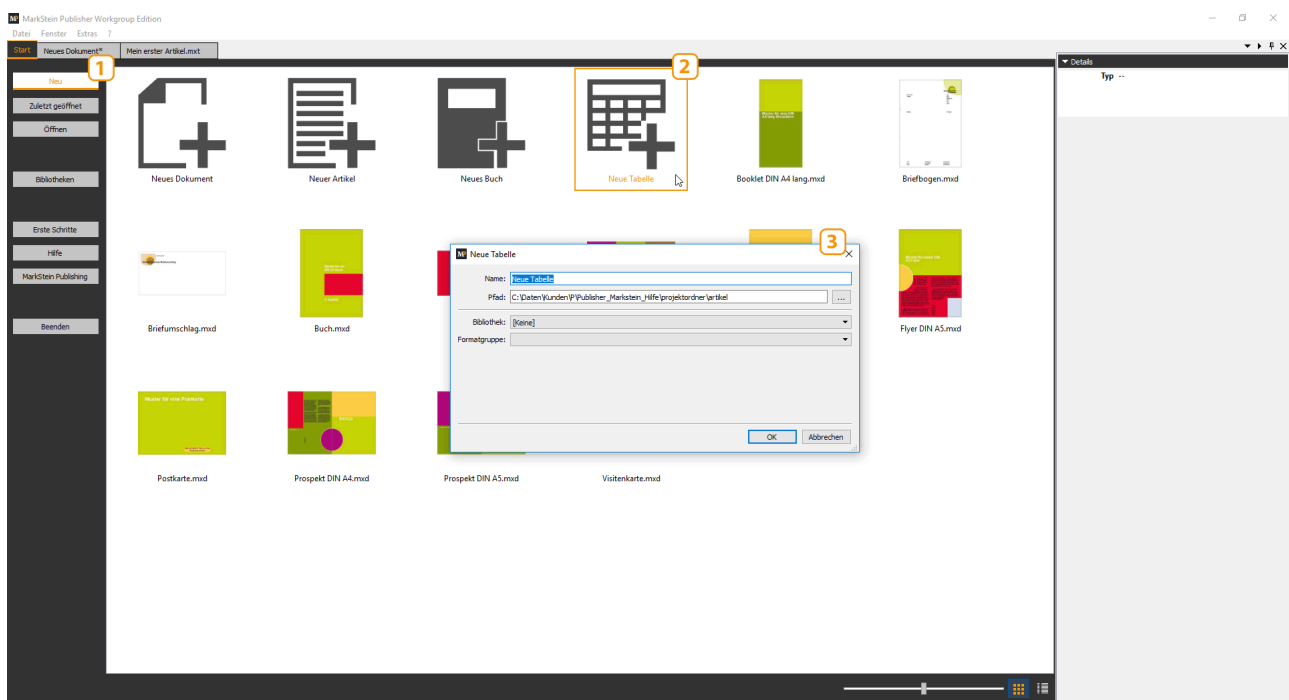 MarkStein Publisher Workgroup Edition
Datei Fenster Extras ?
Start Neues Dokument* Mein erster Artikel.mxt
1
2
Details
Typ --
Neu
Zuletzt geöffnet
Öffnen
Bibliotheken
Erste Schritte
Hilfe
MarkStein Publishing
Beenden
Neues Dokument Neuer Artikel Neues Buch Neue Tabelle Booklet DIN A4 lang.mxd Briefbogen.mxd
3
Neue Tabelle
Name: Neue Tabelle
Pfad: C:\Daten\Kunden\P\Publisher_Markstein_Hilfe\projektordner\artikel ...
Bibliothek: [Keine]
Formatgruppe:
OK Abbrechen
Briefumschlag.mxd Buch.mxd Flyer DIN A5.mxd
Muster für eine Postkarte
Postkarte.mxd Prospekt DIN A4.mxd Prospekt DIN A5.mxd Visitenkarte.mxd